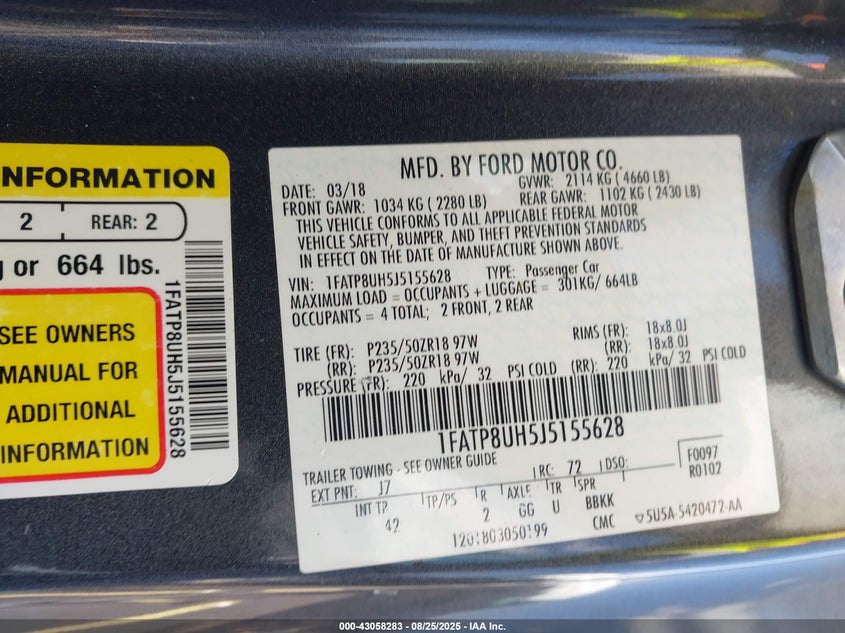 INFORMATION
2 REAR: 2
or 664 lbs.
SEE OWNERS
MANUAL FOR
ADDITIONAL
INFORMATION
1FATP8UH5J5155628
MFD. BY FORD MOTOR CO.
DATE: 03/18 GVWR: 2114 KG ( 4660 LB)
FRONT GAWR: 1034 KG ( 2280 LB) REAR GAWR: 1102 KG ( 2430 LB)
THIS VEHICLE CONFORMS TO ALL APPLICABLE FEDERAL MOTOR
VEHICLE SAFETY, BUMPER, AND THEFT PREVENTION STANDARDS
IN EFFECT ON THE DATE OF MANUFACTURE SHOWN ABOVE.
VIN: 1FATP8UH5J5155628 TYPE: Passenger Car
MAXIMUM LOAD = OCCUPANTS + LUGGAGE = 301KG/ 664LB
OCCUPANTS = 4 TOTAL; 2 FRONT, 2 REAR
TIRE (FR): P235/50ZR18 97W RIMS (FR): 18x8.0J
(RR): P235/50ZR18 97W (RR): 18x8.0J
PRESSURE (FR): 220 kPa/ 32 PSI COLD (RR): 220 kPa/ 32 PSI COLD
1FATP8UH5J5155628
TRAILER TOWING - SEE OWNER GUIDE
EXT PNT: J7 RC: 72 DSO: F0097
R0102
INT TP TP/PS R AXLE TR SPR
42 2 GG U BBKK
1201803050199 CMC 5U5A-5420472-AA
000-43058283 - 08/25/2025 - IAA Inc.